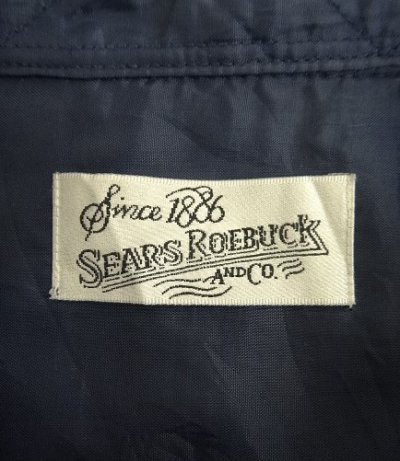 Since 1886
SEARS ROEBUCK
AND CO.